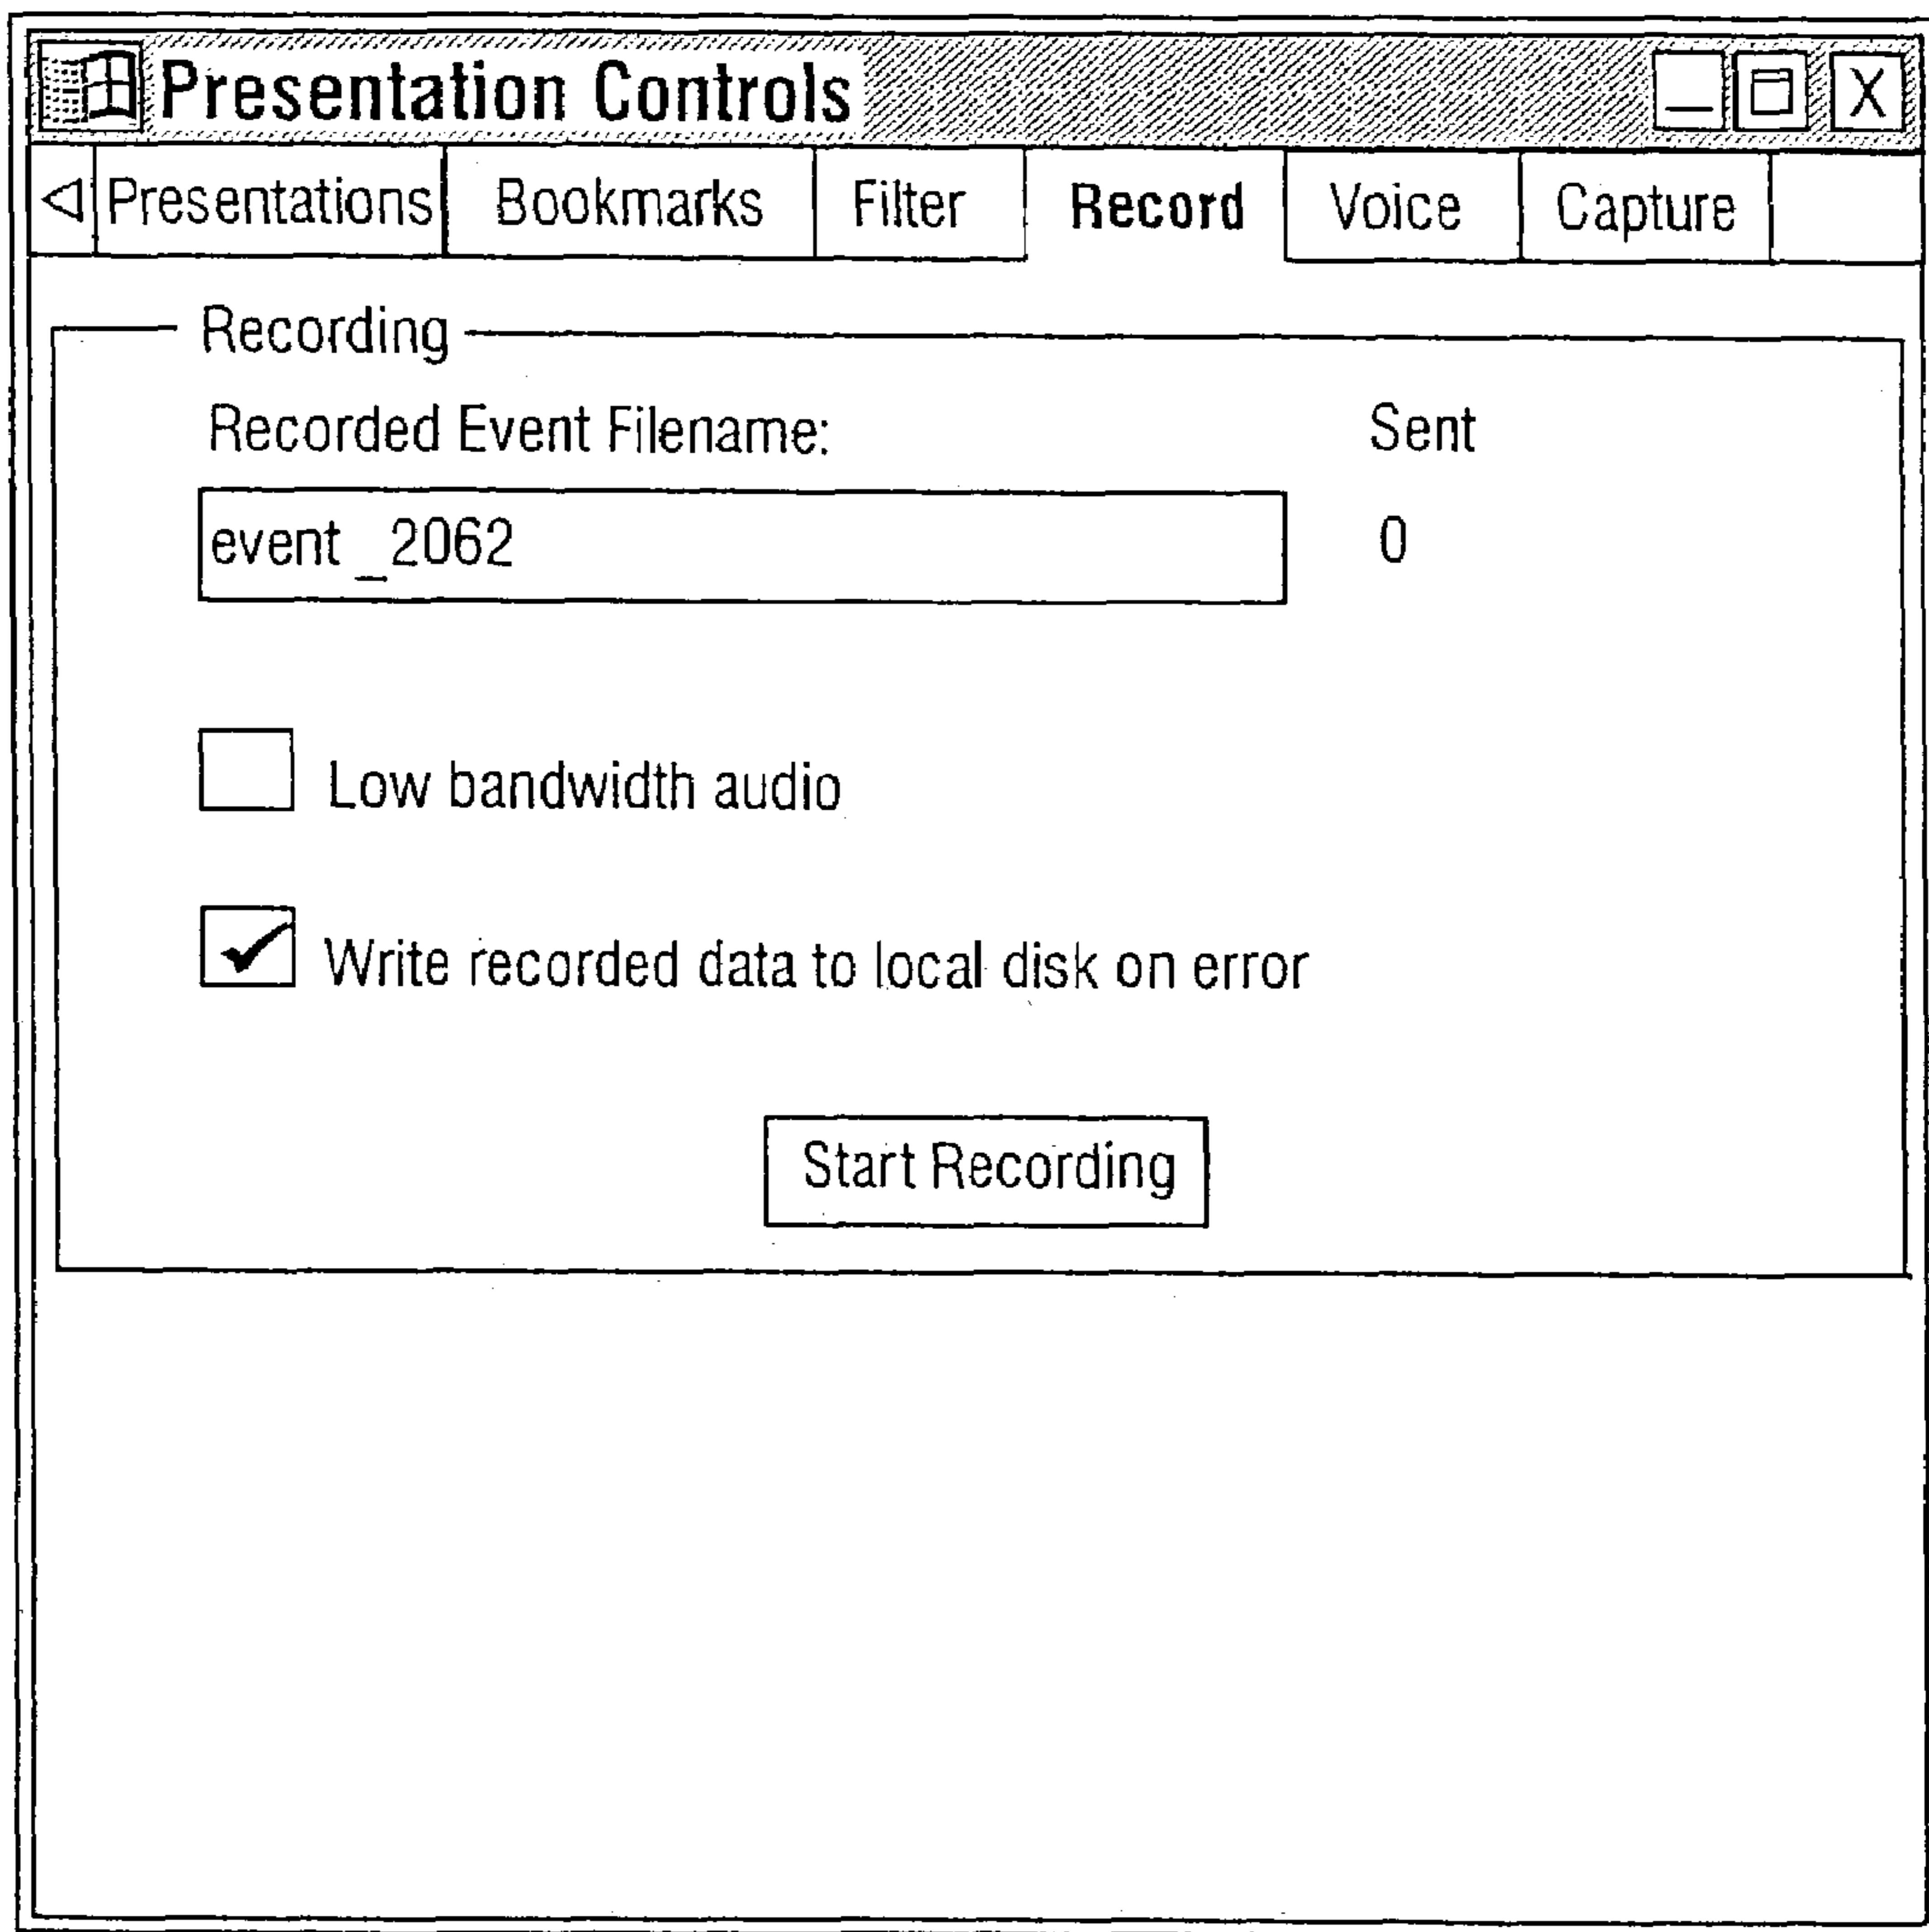 Presentation Controls
Presentations Bookmarks Filter Record Voice Capture
Recording
Recorded Event Filename: Sent
event _2062 0
Low bandwidth audio
Write recorded data to local disk on error
Start Recording